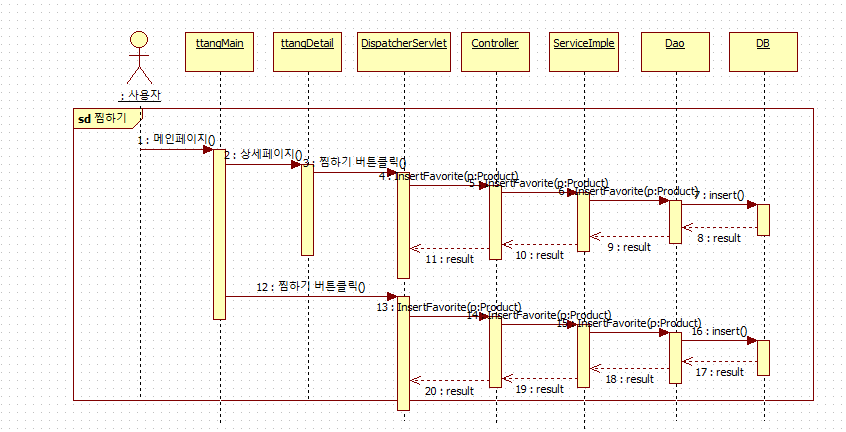 ttangMain
ttangDetail
DispatcherServlet
Controller
ServiceImple
Dao
DB
: 사용자
sd 찜하기
1 : 메인페이지()
2 : 상세페이지()
3 : 찜하기 버튼클릭()
4 : InsertFavorite(p:Product)
5 : InsertFavorite(p:Product)
6 : InsertFavorite(p:Product)
7 : insert()
8 : result
9 : result
10 : result
11 : result
12 : 찜하기 버튼클릭()
13 : InsertFavorite(p:Product)
14 : InsertFavorite(p:Product)
15 : InsertFavorite(p:Product)
16 : insert()
17 : result
18 : result
19 : result
20 : result